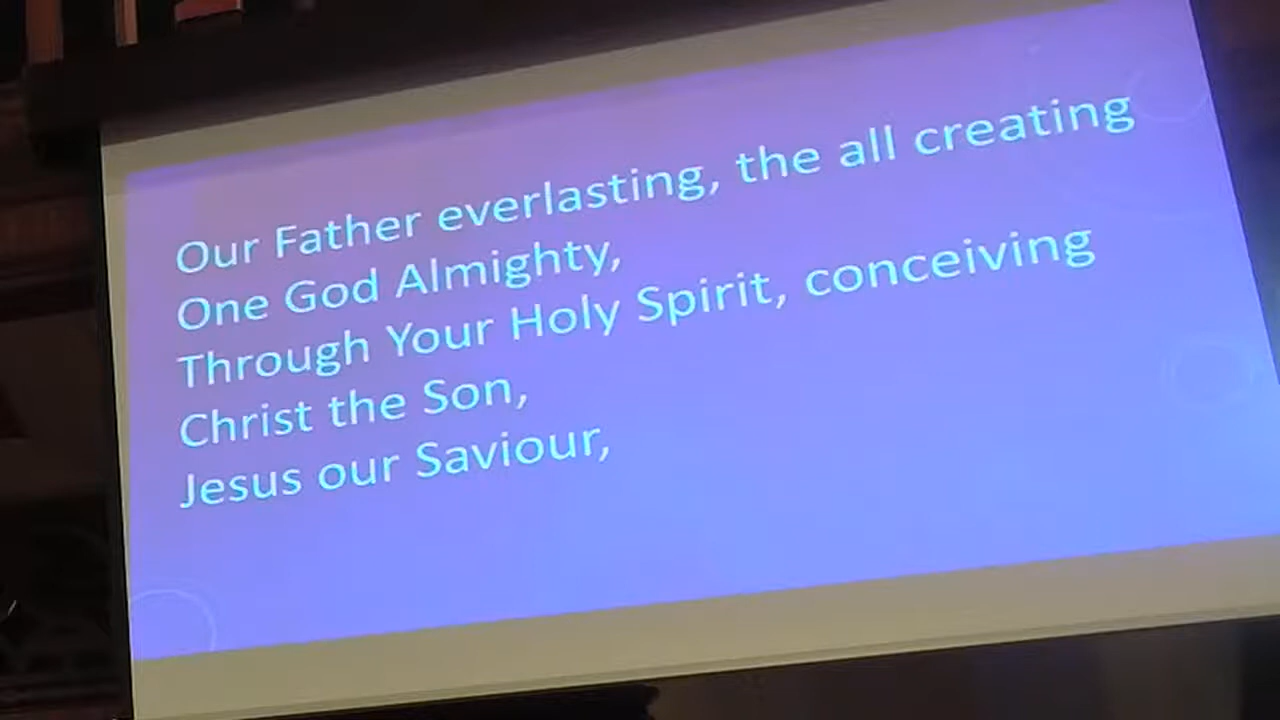 Our Father everlasting, the all creating
One God Almighty,
Through Your Holy Spirit, conceiving
Christ the Son,
Jesus our Saviour,